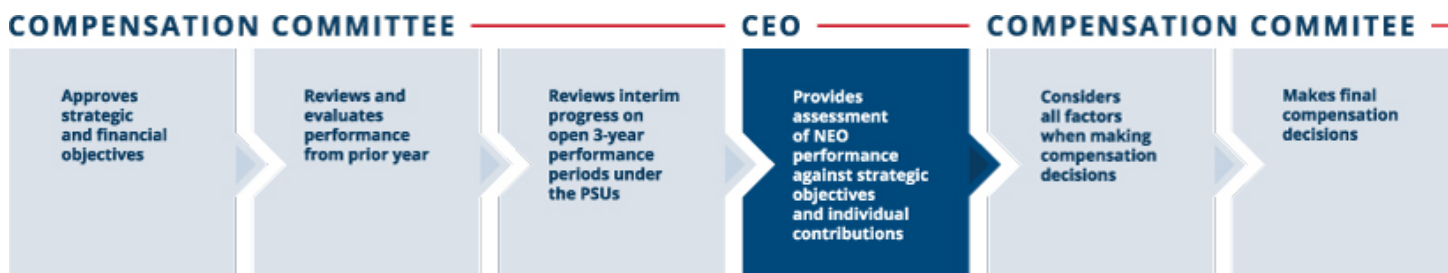 COMPENSATION COMMITTEE
CEO
COMPENSATION COMMITEE
Approves
strategic
and financial
objectives
Reviews and
evaluates
performance
from prior year
Reviews interim
progress on
open 3-year
performance
periods under
the PSUs
Provides
assessment
of NEO
performance
against strategic
objectives
and individual
contributions
Considers
all factors
when making
compensation
decisions
Makes final
compensation
decisions